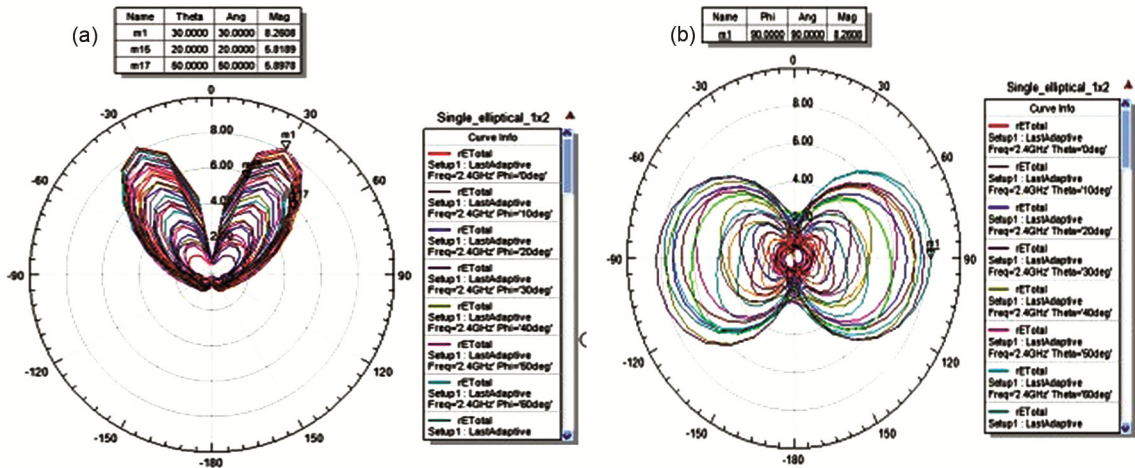 (a)
Name Theta Ang Mag
m1 30.0000 30.0000 8.2608
m16 20.0000 20.0000 5.8189
m17 50.0000 50.0000 5.8978
0
-30 30
8.00
m1
6.00
-60 60
2
-90 90
-120 120
-150 150
-180
Single_elliptical_1x2
Curve Info
rETotal
Setup1 : LastAdaptive
Freq='2.4GHz' Phi='0deg'
rETotal
Setup1 : LastAdaptive
Freq='2.4GHz' Phi='10deg'
rETotal
Setup1 : LastAdaptive
Freq='2.4GHz' Phi='20deg'
rETotal
Setup1 : LastAdaptive
Freq='2.4GHz' Phi='30deg'
rETotal
Setup1 : LastAdaptive
Freq='2.4GHz' Phi='40deg'
rETotal
Setup1 : LastAdaptive
Freq='2.4GHz' Phi='50deg'
rETotal
Setup1 : LastAdaptive
Freq='2.4GHz' Phi='60deg'
rETotal
Setup1 : LastAdaptive
(b)
Name Phi Ang Mag
m1 90.0000 90.0000 8.2608
0
-30 30
8.00
6.00
-60 60
4.00
m1
-90 90
-120 120
-150 150
-180
Single_elliptical_1x2
Curve Info
rETotal
Setup1 : LastAdaptive
Freq='2.4GHz' Theta='0deg'
rETotal
Setup1 : LastAdaptive
Freq='2.4GHz' Theta='10deg'
rETotal
Setup1 : LastAdaptive
Freq='2.4GHz' Theta='20deg'
rETotal
Setup1 : LastAdaptive
Freq='2.4GHz' Theta='30deg'
rETotal
Setup1 : LastAdaptive
Freq='2.4GHz' Theta='40deg'
rETotal
Setup1 : LastAdaptive
Freq='2.4GHz' Theta='50deg'
rETotal
Setup1 : LastAdaptive
Freq='2.4GHz' Theta='60deg'
rETotal
Setup1 : LastAdaptive